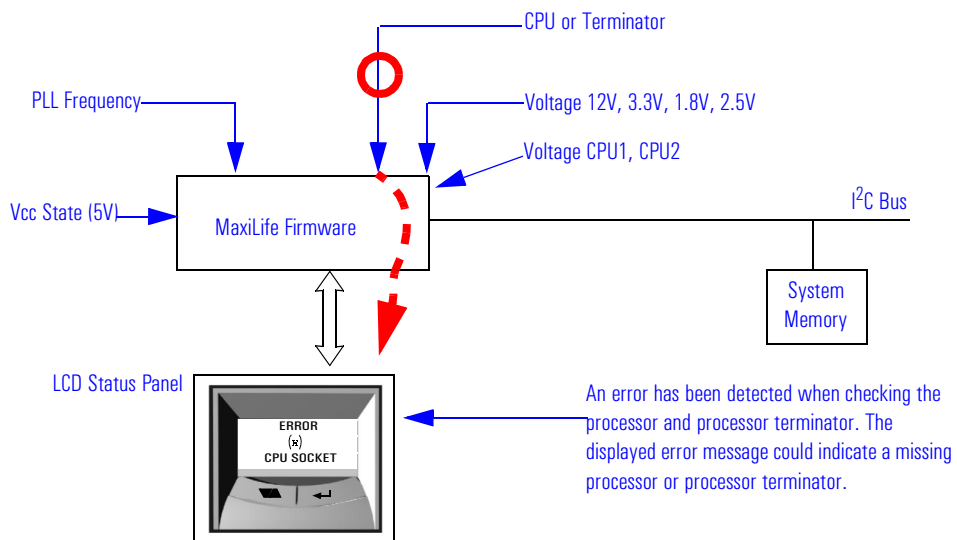 CPU or Terminator
PLL Frequency
Voltage 12V, 3.3V, 1.8V, 2.5V
Voltage CPU1, CPU2
Vcc State (5V)
MaxiLife Firmware
I²C Bus
System
Memory
LCD Status Panel
ERROR
(x)
CPU SOCKET
An error has been detected when checking the
processor and processor terminator. The
displayed error message could indicate a missing
processor or processor terminator.